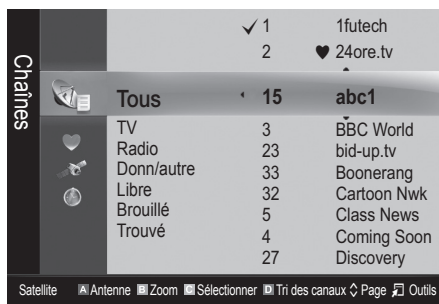 Chaînes
✓ 1 1futech
2 ♥ 24ore.tv
Tous 15 abc1
TV 3 BBC World
Radio 23 bid-up.tv
Donn/autre 33 Boonerang
Libre 32 Cartoon Nwk
Brouillé 5 Class News
Trouvé 4 Coming Soon
27 Discovery
Satellite A Antenne B Zoom C Sélectionner D Tri des canaux Page Outils